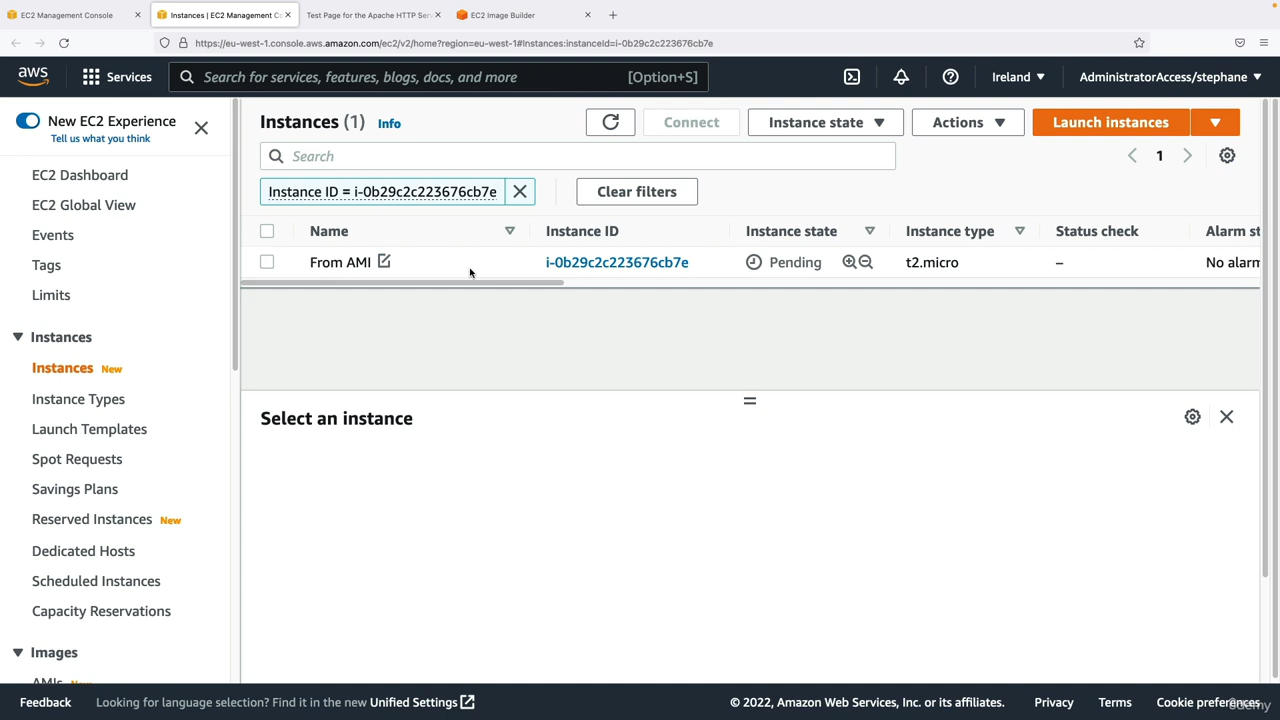 EC2 Management Console
Instances | EC2 Management C
Test Page for the Apache HTTP Serv
EC2 Image Builder
https://eu-west-1.console.aws.amazon.com/ec2/v2/home?region=eu-west-1#Instances:instanceId=i-0b29c2c223676cb7e
aws
Services
Search for services, features, blogs, docs, and more
[Option+S]
Ireland
AdministratorAccess/stephane
New EC2 Experience
Tell us what you think
EC2 Dashboard
EC2 Global View
Events
Tags
Limits
Instances
Instances New
Instance Types
Launch Templates
Spot Requests
Savings Plans
Reserved Instances New
Dedicated Hosts
Scheduled Instances
Capacity Reservations
Images
AMIs New
Instances (1) Info
Connect
Instance state
Actions
Launch instances
Search
1
Instance ID = i-0b29c2c223676cb7e
Clear filters
Name Instance ID Instance state Instance type Status check Alarm st
From AMI i-0b29c2c223676cb7e Pending t2.micro – No alarm
Select an instance
Feedback
Looking for language selection? Find it in the new Unified Settings
© 2022, Amazon Web Services, Inc. or its affiliates.
Privacy
Terms
Cookie preferences
Udemy